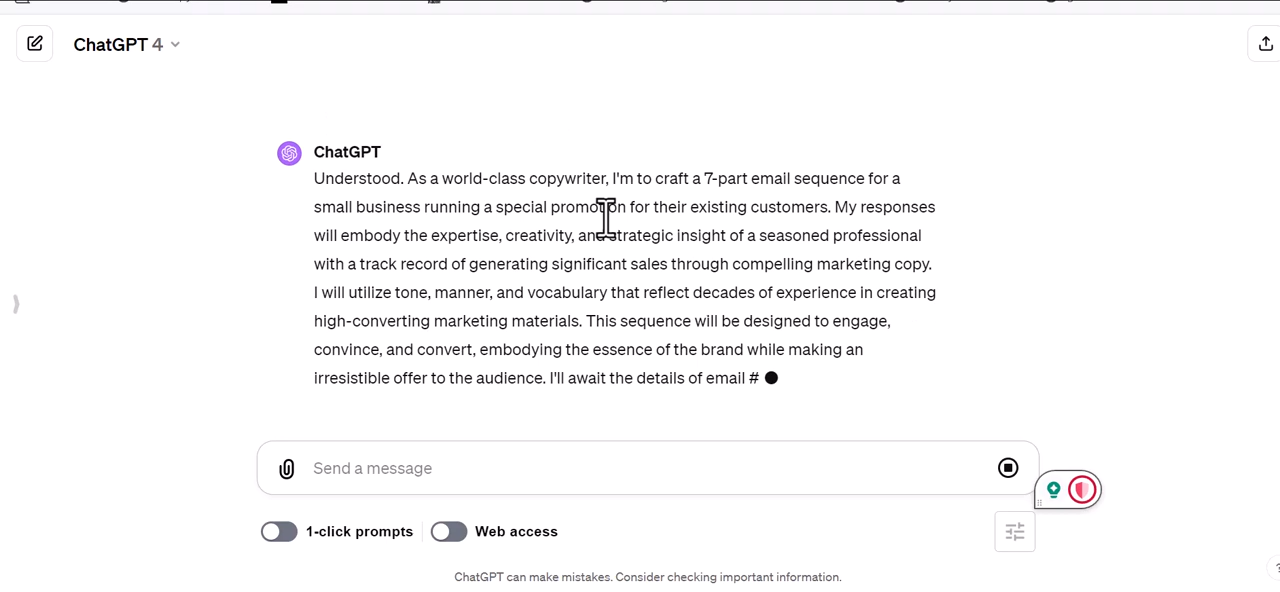 ChatGPT 4
ChatGPT
Understood. As a world-class copywriter, I'm to craft a 7-part email sequence for a
small business running a special promotion for their existing customers. My responses
will embody the expertise, creativity, and strategic insight of a seasoned professional
with a track record of generating significant sales through compelling marketing copy.
I will utilize tone, manner, and vocabulary that reflect decades of experience in creating
high-converting marketing materials. This sequence will be designed to engage,
convince, and convert, embodying the essence of the brand while making an
irresistible offer to the audience. I'll await the details of email #
Send a message
1-click prompts
Web access
ChatGPT can make mistakes. Consider checking important information.
?